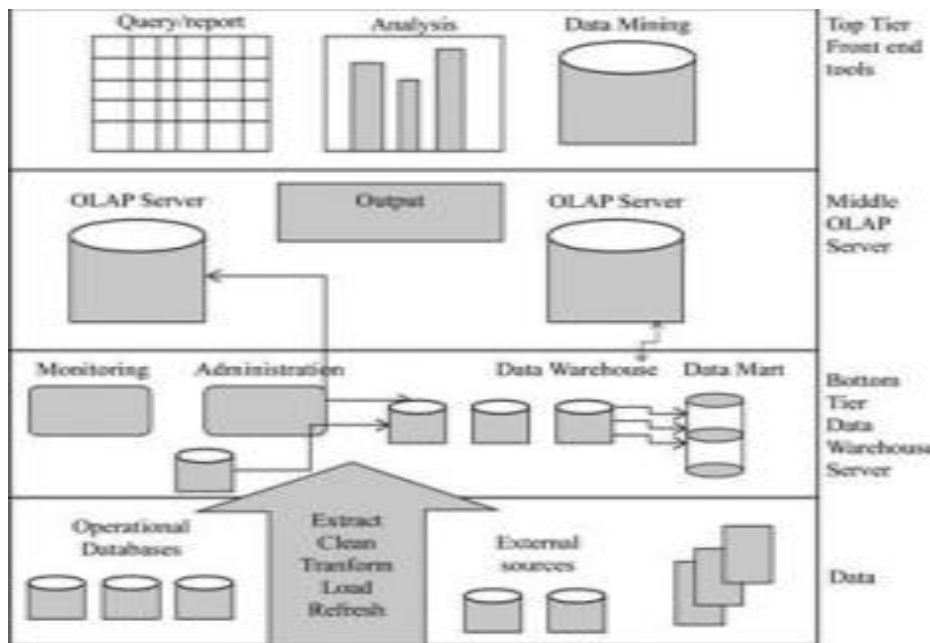 Query/report
Analysis
Data Mining
Top Tier
Front end
tools
OLAP Server
Output
OLAP Server
Middle
OLAP
Server
Monitoring
Administration
Data Warehouse
Data Mart
Bottom
Tier
Data
Warehouse
Server
Operational
Databases
Extract
Clean
Tranform
Load
Refresh
External
sources
Data